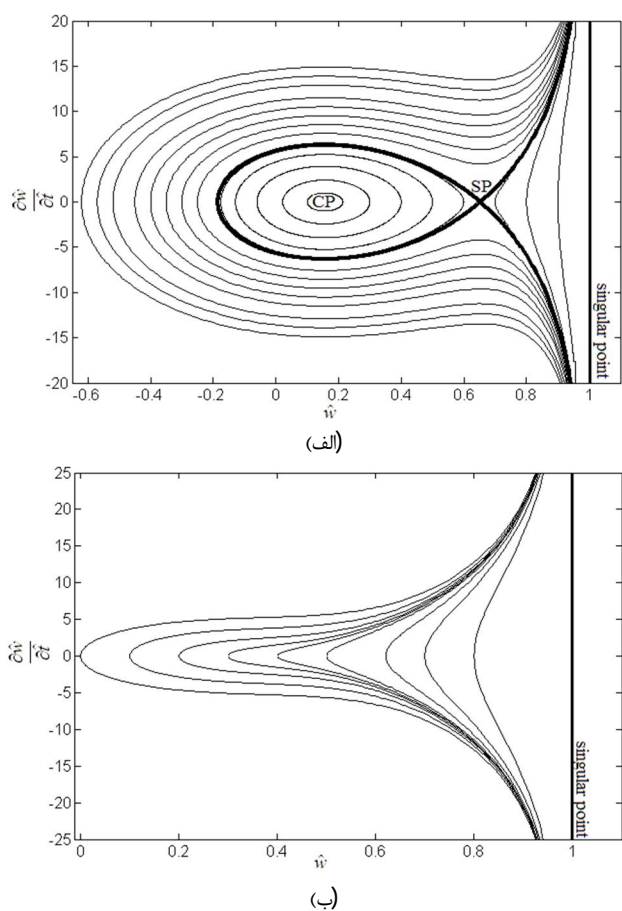 20
15
10
5
0
-5
-10
-15
-20
∂ŵ/∂t̂
CP
SP
singular point
-0.6 -0.4 -0.2 0 0.2 0.4 0.6 0.8 1
ŵ
(الف)
25
20
15
10
5
0
-5
-10
-15
-20
-25
∂ŵ/∂t̂
singular point
0 0.2 0.4 0.6 0.8 1
ŵ
(ب)